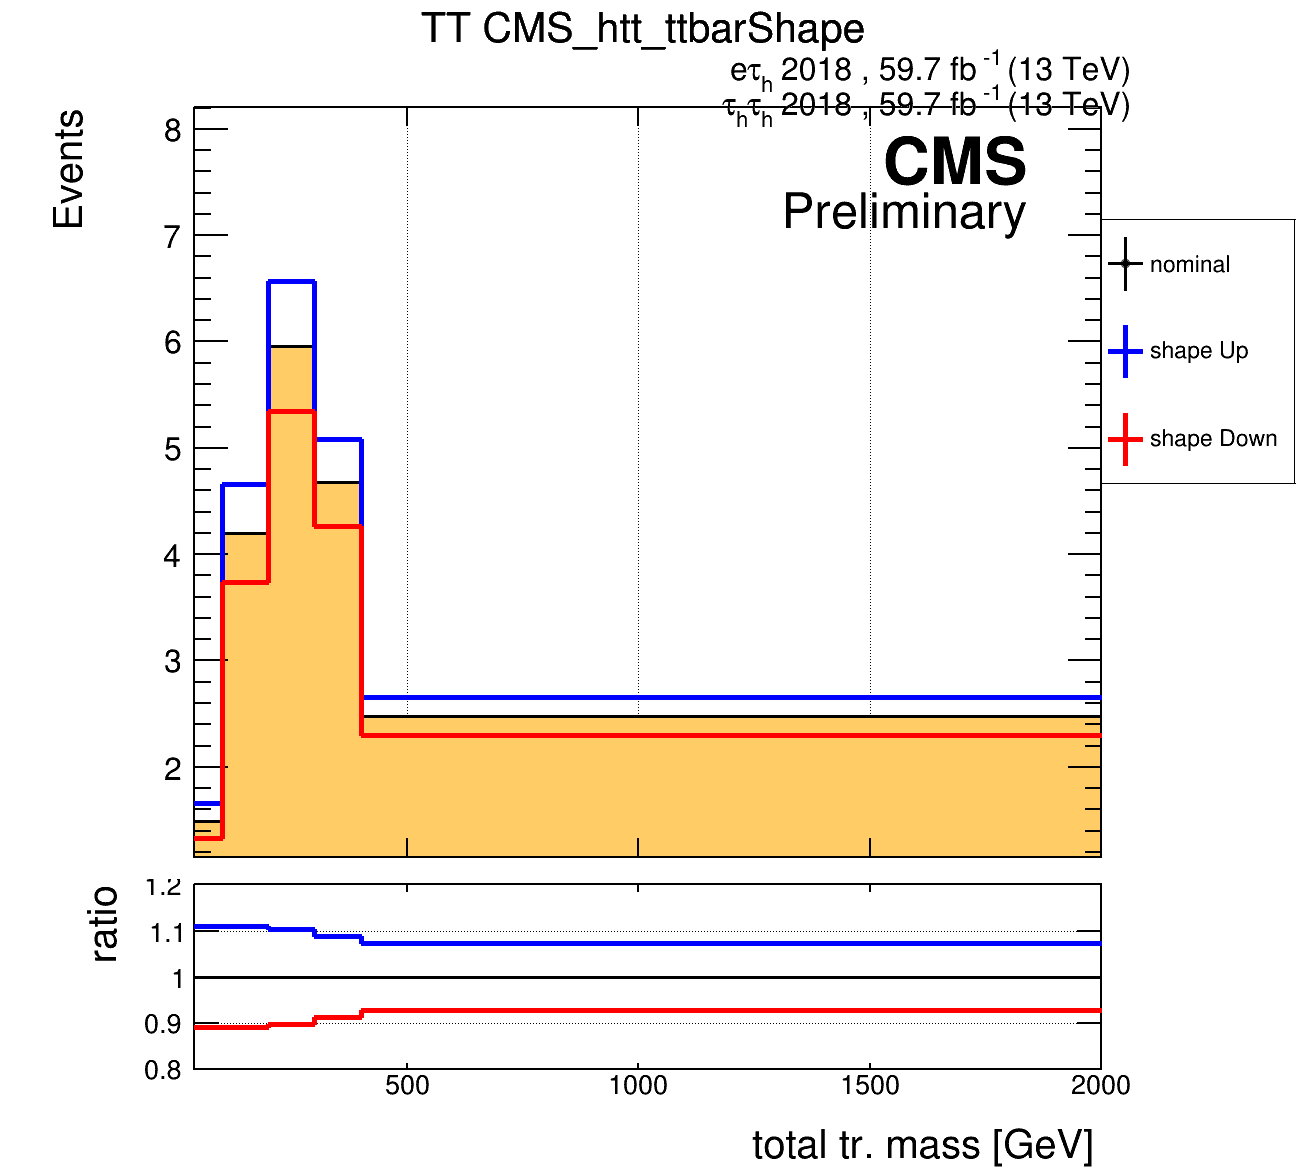 TT CMS_htt_ttbarShape
eτh 2018 , 59.7 fb-1 (13 TeV)
τhτh 2018 , 59.7 fb-1 (13 TeV)
CMS
Preliminary
Events
8
7
6
5
4
3
2
nominal
shape Up
shape Down
ratio
1.2
1.1
1
0.9
0.8
500
1000
1500
2000
total tr. mass [GeV]